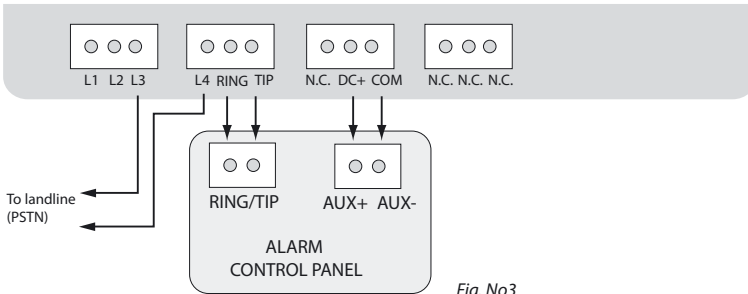 L1 L2 L3 L4 RING TIP N.C. DC+ COM N.C. N.C. N.C.
To landline
(PSTN)
RING/TIP AUX+ AUX-
ALARM
CONTROL PANEL
Fig. No3